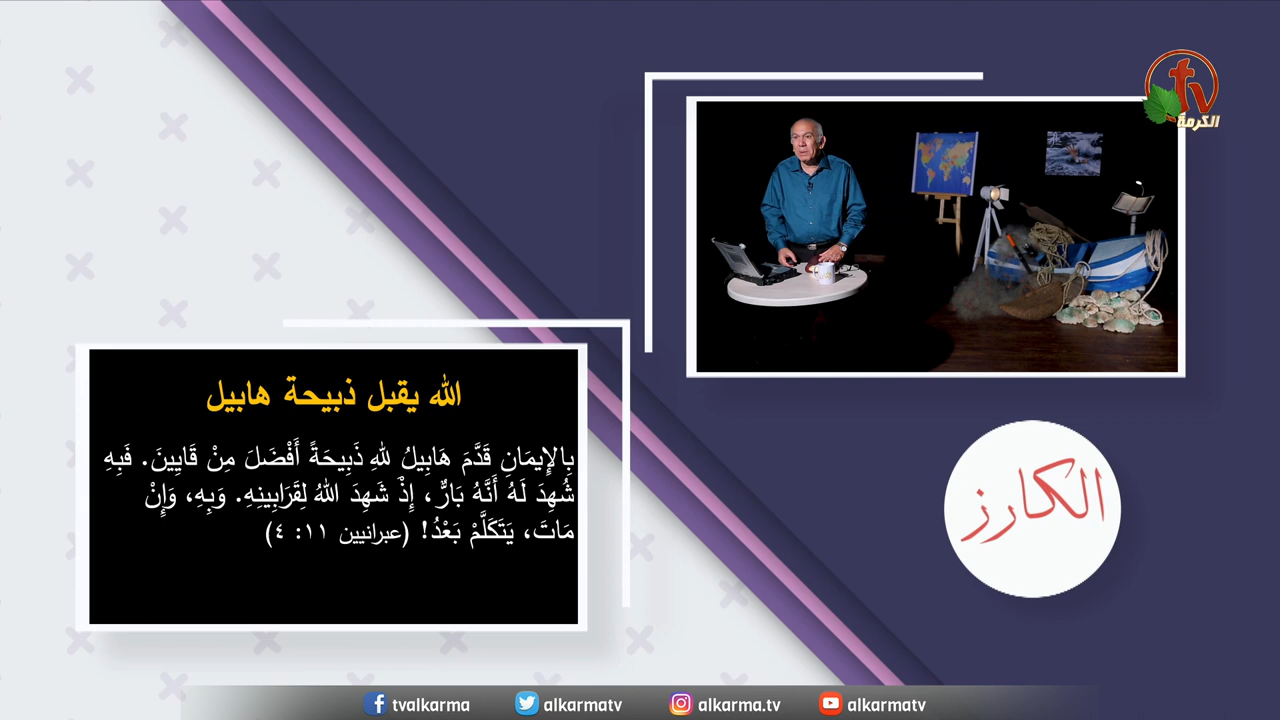 tv
الكرمة
الله يقبل ذبيحة هابيل
بِالإِيمَانِ قَدَّمَ هَابِيلُ للهِ ذَبِيحَةً أَفْضَلَ مِنْ قَايِينَ. فَبِهِ
شُهِدَ لَهُ أَنَّهُ بَارٌّ، إِذْ شَهِدَ اللهُ لِقَرَابِينِهِ. وَبِهِ، وَإِنْ
مَاتَ، يَتَكَلَّمْ بَعْدُ! (عبرانيين ١١: ٤)
الكارز
tvalkarma alkarmatv alkarma.tv alkarmatv